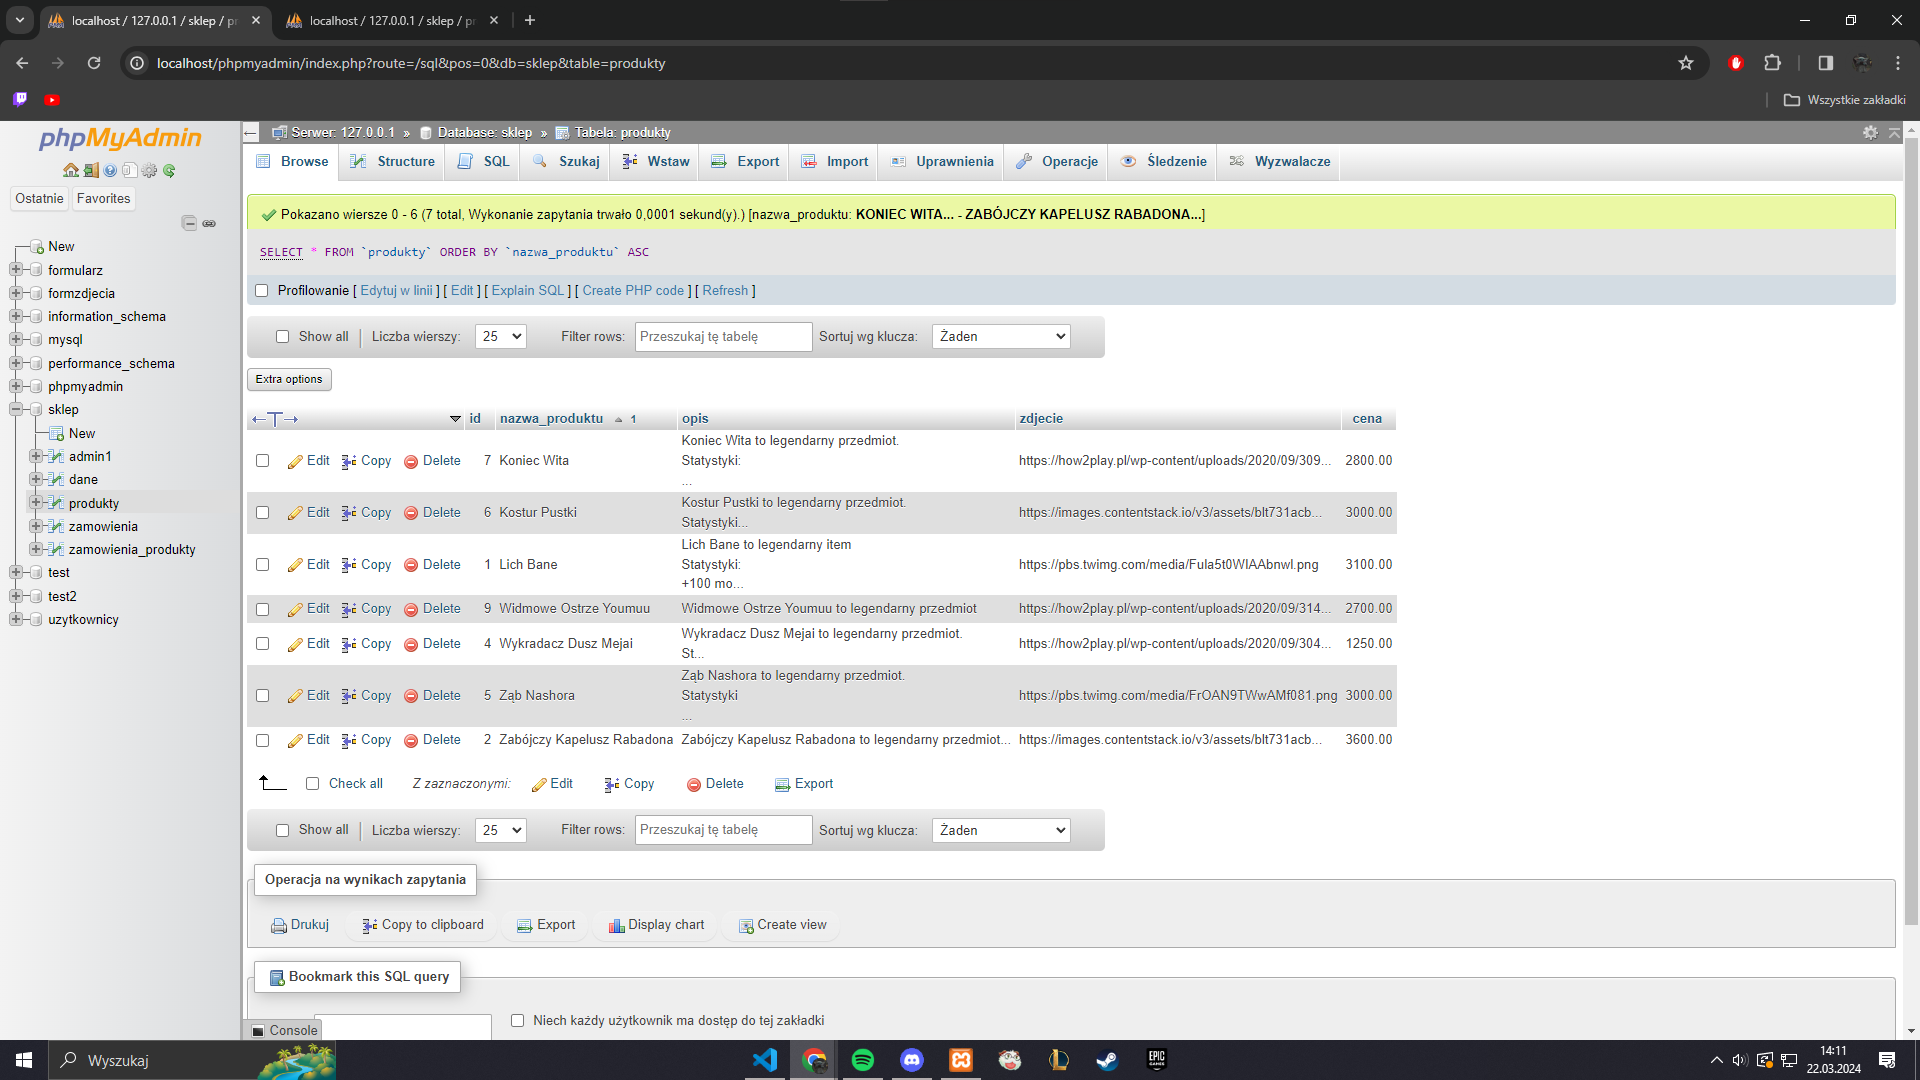 localhost / 127.0.0.1 / sklep / pr
localhost / 127.0.0.1 / sklep / pr
localhost/phpmyadmin/index.php?route=/sql&pos=0&db=sklep&table=produkty
Wszystkie zakładki
phpMyAdmin
Ostatnie Favorites
New
formularz
formzdjecia
information_schema
mysql
performance_schema
phpmyadmin
sklep
New
admin1
dane
produkty
zamowienia
zamowienia_produkty
test
test2
uzytkownicy
Serwer: 127.0.0.1 » Database: sklep » Tabela: produkty
Browse Structure SQL Szukaj Wstaw Export Import Uprawnienia Operacje Śledzenie Wyzwalacze
Pokazano wiersze 0 - 6 (7 total, Wykonanie zapytania trwało 0,0001 sekund(y).) [nazwa_produktu: KONIEC WITA... - ZABÓJCZY KAPELUSZ RABADONA...]
SELECT * FROM `produkty` ORDER BY `nazwa_produktu` ASC
Profilowanie [ Edytuj w linii ] [ Edit ] [ Explain SQL ] [ Create PHP code ] [ Refresh ]
Show all Liczba wierszy: 25 Filter rows: Przeszukaj tę tabelę Sortuj wg klucza: Żaden
Extra options
id nazwa_produktu 1 opis zdjecie cena
Edit Copy Delete 7 Koniec Wita Koniec Wita to legendarny przedmiot.
Statystyki:
... https://how2play.pl/wp-content/uploads/2020/09/309... 2800.00
Edit Copy Delete 6 Kostur Pustki Kostur Pustki to legendarny przedmiot.
Statystyki... https://images.contentstack.io/v3/assets/blt731acb... 3000.00
Edit Copy Delete 1 Lich Bane Lich Bane to legendarny item
Statystyki:
+100 mo... https://pbs.twimg.com/media/Fula5t0WIAAbnwl.png 3100.00
Edit Copy Delete 9 Widmowe Ostrze Youmuu Widmowe Ostrze Youmuu to legendarny przedmiot https://how2play.pl/wp-content/uploads/2020/09/314... 2700.00
Edit Copy Delete 4 Wykradacz Dusz Mejai Wykradacz Dusz Mejai to legendarny przedmiot.
St... https://how2play.pl/wp-content/uploads/2020/09/304... 1250.00
Edit Copy Delete 5 Ząb Nashora Ząb Nashora to legendarny przedmiot.
Statystyki
... https://pbs.twimg.com/media/FrOAN9TWwAMf081.png 3000.00
Edit Copy Delete 2 Zabójczy Kapelusz Rabadona Zabójczy Kapelusz Rabadona to legendarny przedmiot... https://images.contentstack.io/v3/assets/blt731acb... 3600.00
Check all Z zaznaczonymi: Edit Copy Delete Export
Show all Liczba wierszy: 25 Filter rows: Przeszukaj tę tabelę Sortuj wg klucza: Żaden
Operacja na wynikach zapytania
Drukuj Copy to clipboard Export Display chart Create view
Bookmark this SQL query
Niech każdy użytkownik ma dostęp do tej zakładki
Console
Wyszukaj
EPIC GAMES
14:11
22.03.2024